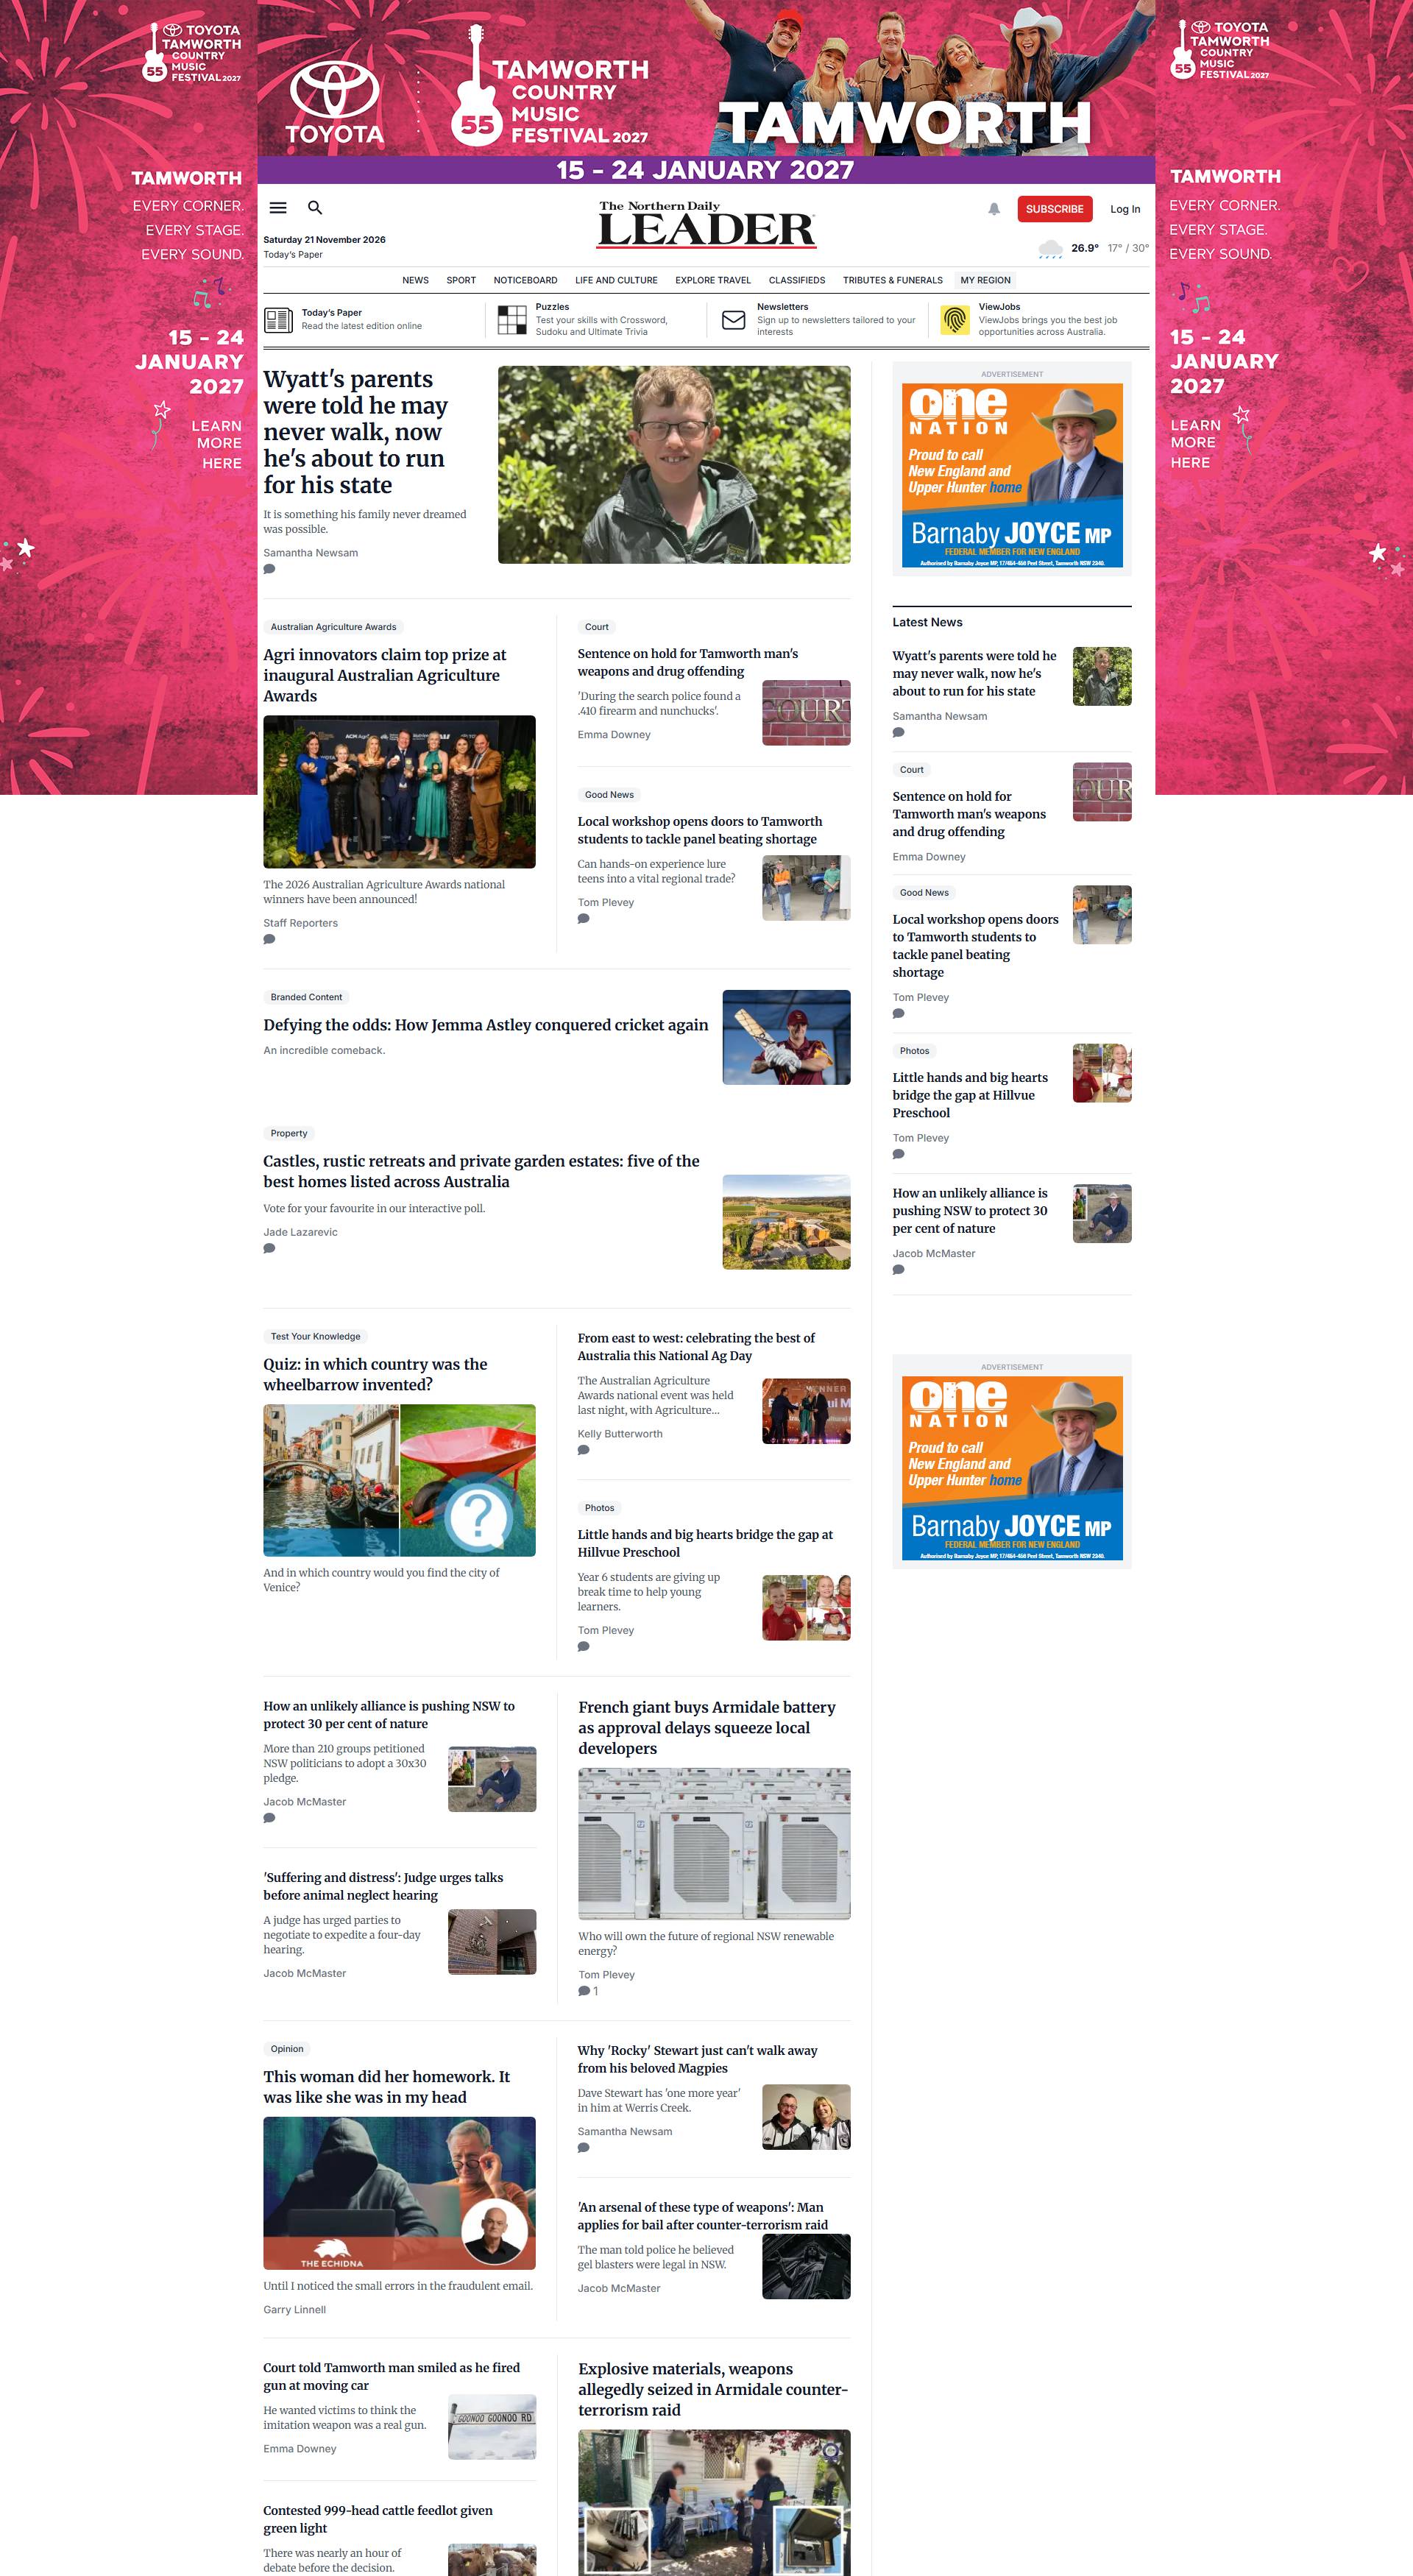 TOYOTA
TAMWORTH
COUNTRY
MUSIC
FESTIVAL 2027
55
TAMWORTH
EVERY CORNER.
EVERY STAGE.
EVERY SOUND.
15 - 24
JANUARY
2027
LEARN
MORE
HERE
TOYOTA
55
TAMWORTH
COUNTRY
MUSIC
FESTIVAL 2027
TAMWORTH
15 - 24 JANUARY 2027
TOYOTA
TAMWORTH
COUNTRY
MUSIC
FESTIVAL 2027
55
TAMWORTH
EVERY CORNER.
EVERY STAGE.
EVERY SOUND.
15 - 24
JANUARY
2027
LEARN
MORE
HERE
The Northern Daily
LEADER
SUBSCRIBE
Log In
Saturday 21 November 2026
Today's Paper
26.9° 17° / 30°
NEWS SPORT NOTICEBOARD LIFE AND CULTURE EXPLORE TRAVEL CLASSIFIEDS TRIBUTES & FUNERALS MY REGION
Today's Paper
Read the latest edition online
Puzzles
Test your skills with Crossword,
Sudoku and Ultimate Trivia
Newsletters
Sign up to newsletters tailored to your
interests
ViewJobs
ViewJobs brings you the best job
opportunities across Australia.
Wyatt's parents
were told he may
never walk, now
he's about to run
for his state
It is something his family never dreamed
was possible.
Samantha Newsam
Australian Agriculture Awards
Agri innovators claim top prize at
inaugural Australian Agriculture
Awards
The 2026 Australian Agriculture Awards national
winners have been announced!
Staff Reporters
Court
Sentence on hold for Tamworth man's
weapons and drug offending
'During the search police found a
.410 firearm and nunchucks'.
Emma Downey
COURT
Good News
Local workshop opens doors to Tamworth
students to tackle panel beating shortage
Can hands-on experience lure
teens into a vital regional trade?
Tom Plevey
Branded Content
Defying the odds: How Jemma Astley conquered cricket again
An incredible comeback.
Property
Castles, rustic retreats and private garden estates: five of the
best homes listed across Australia
Vote for your favourite in our interactive poll.
Jade Lazarevic
Test Your Knowledge
Quiz: in which country was the
wheelbarrow invented?
?
And in which country would you find the city of
Venice?
From east to west: celebrating the best of
Australia this National Ag Day
The Australian Agriculture
Awards national event was held
last night, with Agriculture...
Kelly Butterworth
Photos
Little hands and big hearts bridge the gap at
Hillvue Preschool
Year 6 students are giving up
break time to help young
learners.
Tom Plevey
How an unlikely alliance is pushing NSW to
protect 30 per cent of nature
More than 210 groups petitioned
NSW politicians to adopt a 30x30
pledge.
Jacob McMaster
'Suffering and distress': Judge urges talks
before animal neglect hearing
A judge has urged parties to
negotiate to expedite a four-day
hearing.
Jacob McMaster
French giant buys Armidale battery
as approval delays squeeze local
developers
Who will own the future of regional NSW renewable
energy?
Tom Plevey
1
Opinion
This woman did her homework. It
was like she was in my head
THE ECHIDNA
Until I noticed the small errors in the fraudulent email.
Garry Linnell
Why 'Rocky' Stewart just can't walk away
from his beloved Magpies
Dave Stewart has 'one more year'
in him at Werris Creek.
Samantha Newsam
'An arsenal of these type of weapons': Man
applies for bail after counter-terrorism raid
The man told police he believed
gel blasters were legal in NSW.
Jacob McMaster
Court told Tamworth man smiled as he fired
gun at moving car
He wanted victims to think the
imitation weapon was a real gun.
Emma Downey
GOONOO GOONOO RD
Contested 999-head cattle feedlot given
green light
There was nearly an hour of
debate before the decision.
Explosive materials, weapons
allegedly seized in Armidale counter-
terrorism raid
ADVERTISEMENT
one
NATION
Proud to call
New England and
Upper Hunter home
Barnaby JOYCE MP
FEDERAL MEMBER FOR NEW ENGLAND
Authorised by Barnaby Joyce MP, 17/454-456 Peel Street, Tamworth NSW 2340.
Latest News
Wyatt's parents were told he
may never walk, now he's
about to run for his state
Samantha Newsam
Court
Sentence on hold for
Tamworth man's weapons
and drug offending
Emma Downey
Good News
Local workshop opens doors
to Tamworth students to
tackle panel beating
shortage
Tom Plevey
Photos
Little hands and big hearts
bridge the gap at Hillvue
Preschool
Tom Plevey
How an unlikely alliance is
pushing NSW to protect 30
per cent of nature
Jacob McMaster
ADVERTISEMENT
one
NATION
Proud to call
New England and
Upper Hunter home
Barnaby JOYCE MP
FEDERAL MEMBER FOR NEW ENGLAND
Authorised by Barnaby Joyce MP, 17/454-456 Peel Street, Tamworth NSW 2340.